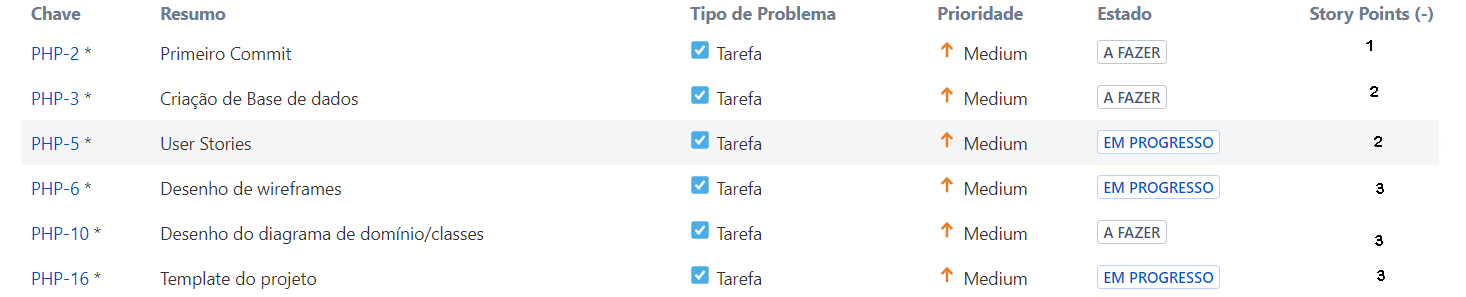 Chave Resumo Tipo de Problema Prioridade Estado Story Points (-)
PHP-2 * Primeiro Commit Tarefa Medium A FAZER 1
PHP-3 * Criação de Base de dados Tarefa Medium A FAZER 2
PHP-5 * User Stories Tarefa Medium EM PROGRESSO 2
PHP-6 * Desenho de wireframes Tarefa Medium EM PROGRESSO 3
PHP-10 * Desenho do diagrama de domínio/classes Tarefa Medium A FAZER 3
PHP-16 * Template do projeto Tarefa Medium EM PROGRESSO 3